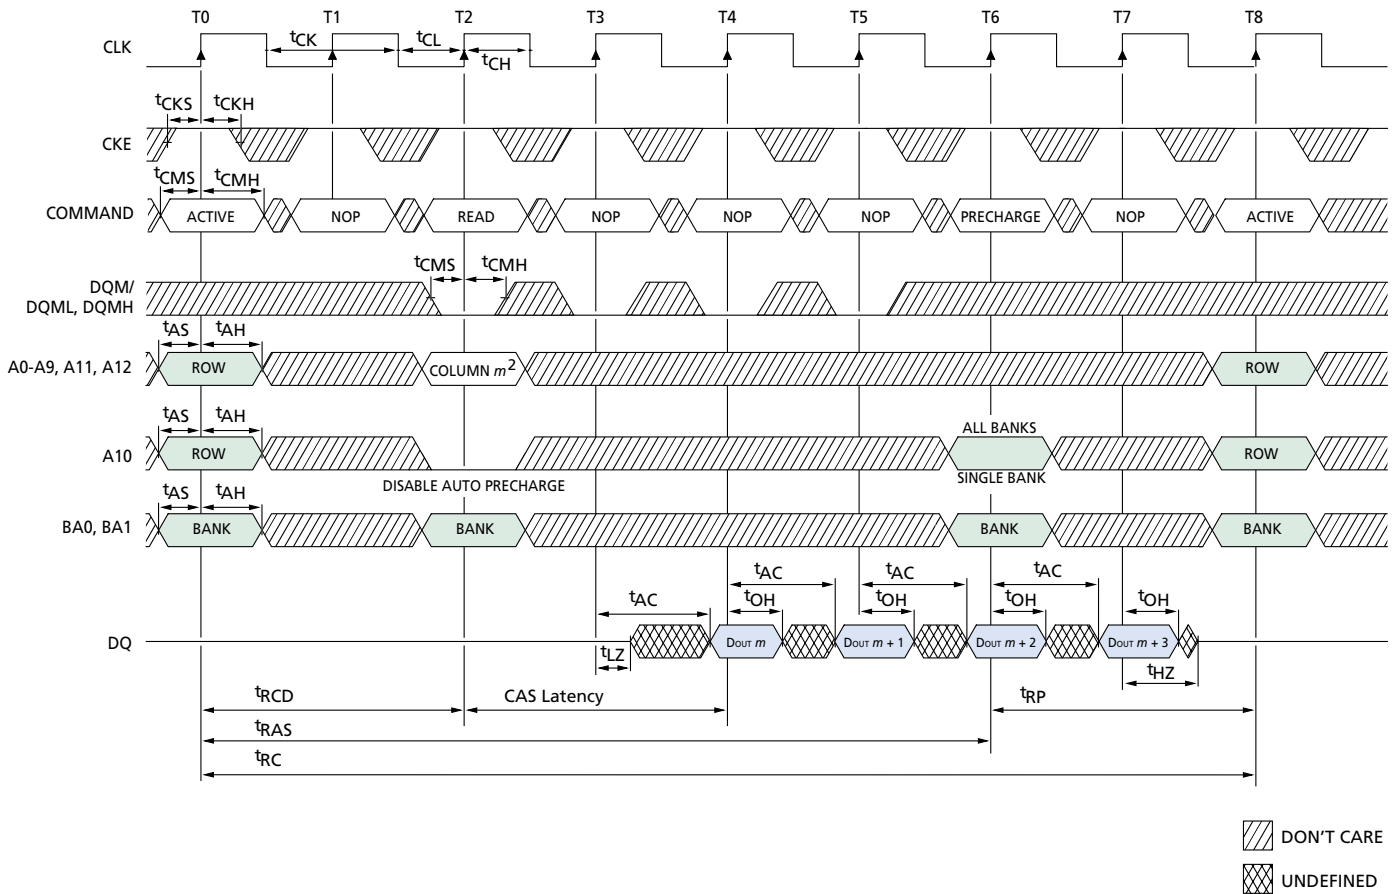 T0 T1 T2 T3 T4 T5 T6 T7 T8
CLK
tCK tCL
tCH
tCKS tCKH
CKE
tCMS tCMH
COMMAND ACTIVE NOP READ NOP NOP NOP PRECHARGE NOP ACTIVE
tCMS tCMH
DQM/
DQML, DQMH
tAS tAH
A0-A9, A11, A12 ROW COLUMN m2 ROW
tAS tAH
ALL BANKS
A10 ROW ROW
DISABLE AUTO PRECHARGE SINGLE BANK
tAS tAH
BA0, BA1 BANK BANK BANK BANK
tAC tAC tAC
tAC tOH tOH tOH tOH
DQ DOUT m DOUT m + 1 DOUT m + 2 DOUT m + 3
tLZ tHZ
tRCD CAS Latency tRP
tRAS
tRC
DON'T CARE
UNDEFINED